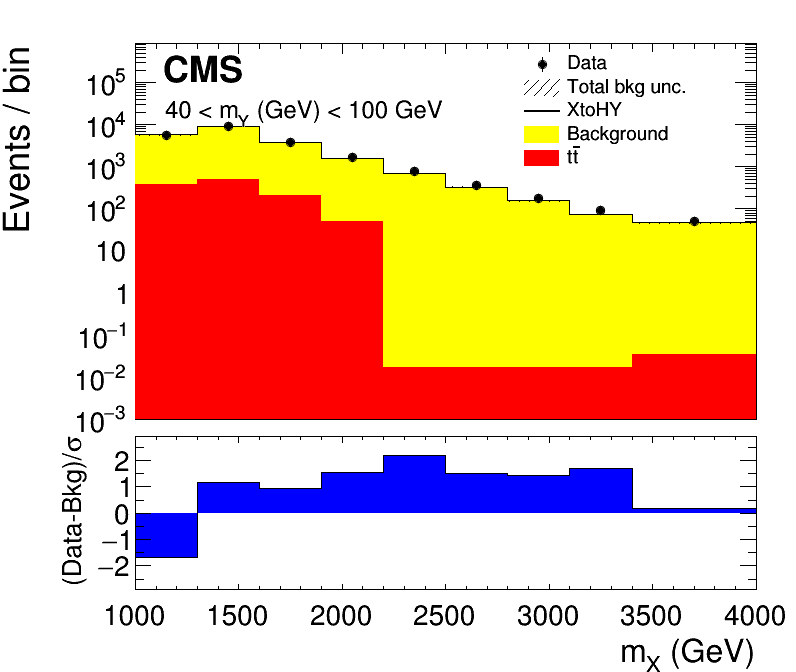 CMS
40 < mY (GeV) < 100 GeV
Data
Total bkg unc.
XtoHY
Background
tt̄
Events / bin
10^5
10^4
10^3
10^2
10
1
10^−1
10^−2
10^−3
(Data-Bkg)/σ
2
1
0
−1
−2
1000 1500 2000 2500 3000 3500 4000
mX (GeV)